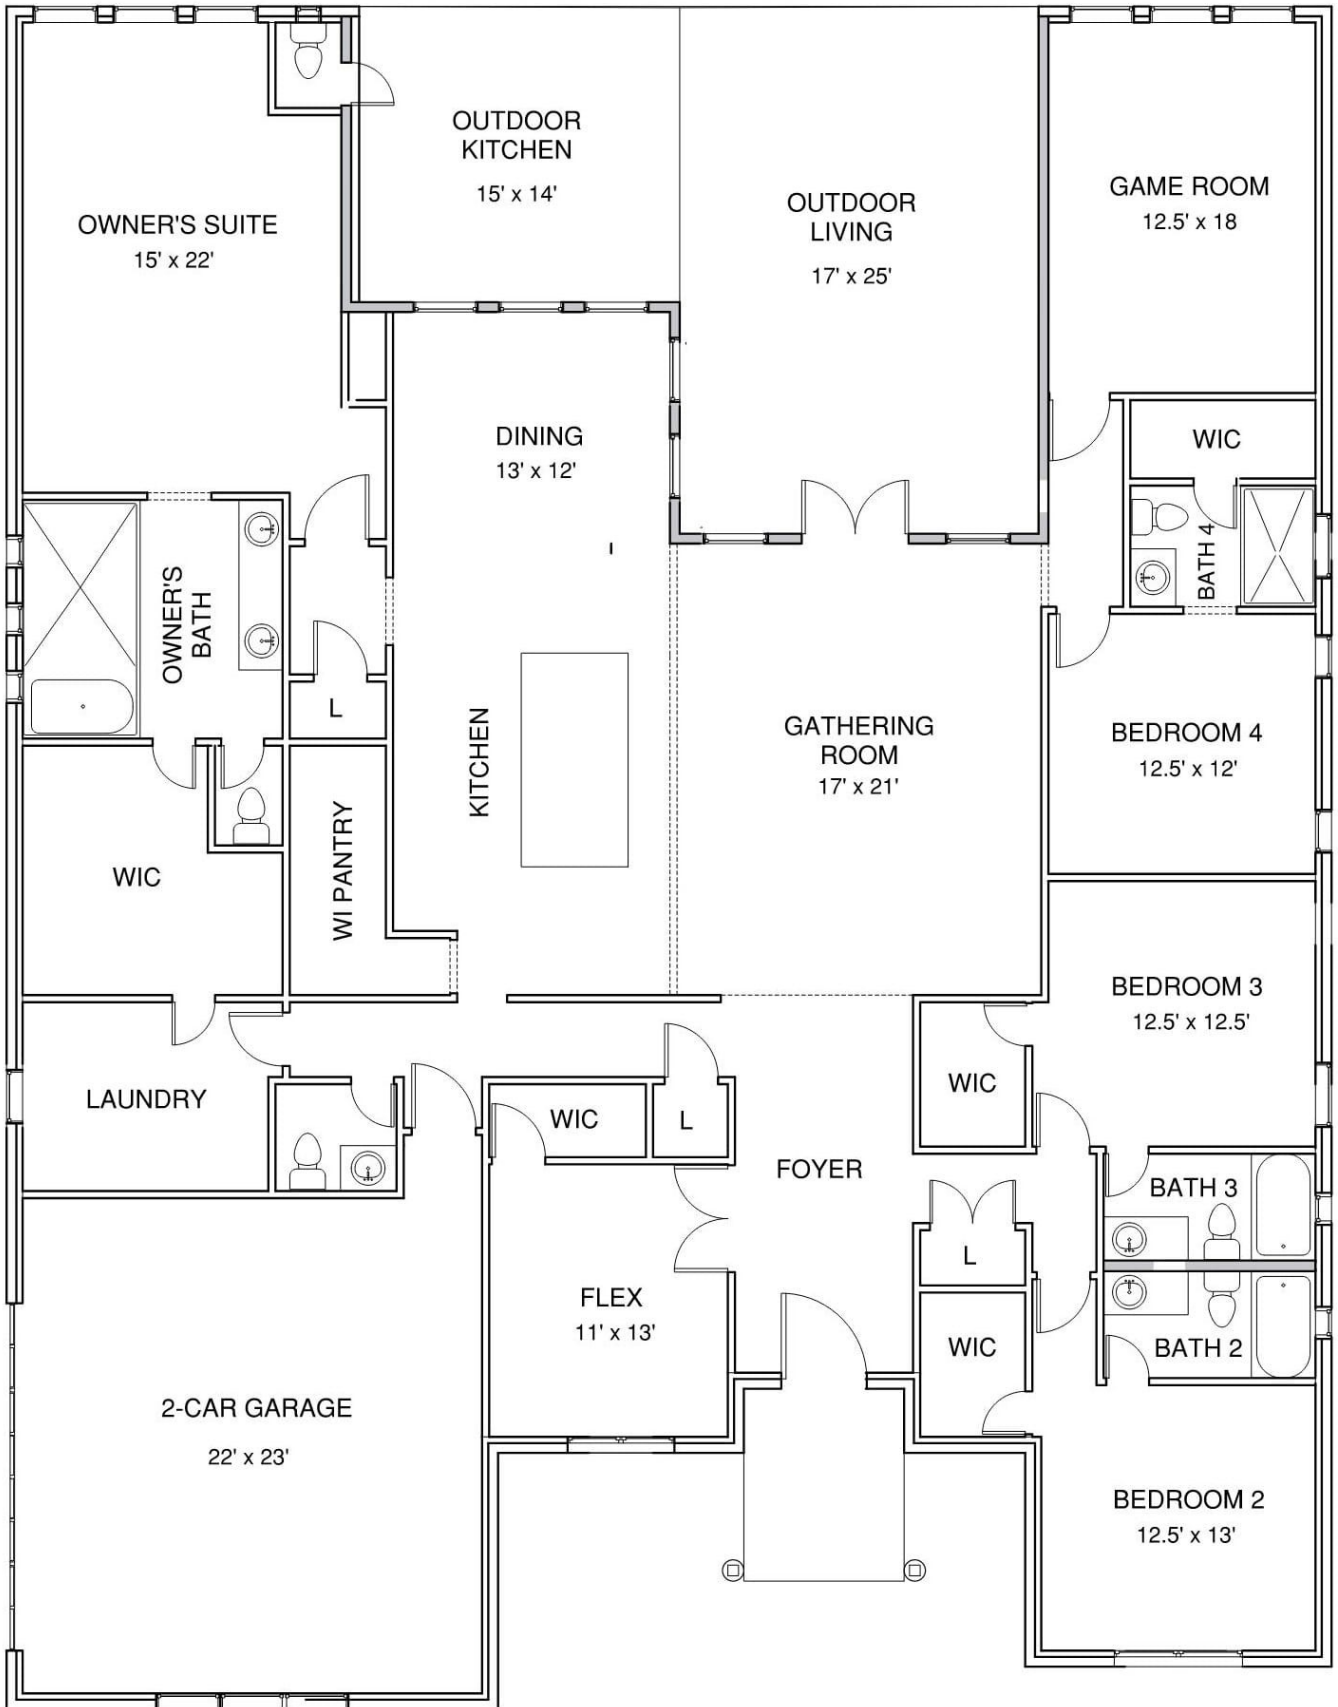 OUTDOOR
KITCHEN
15' x 14'
OWNER'S SUITE
15' x 22'
OUTDOOR
LIVING
17' x 25'
GAME ROOM
12.5' x 18
DINING
13' x 12'
WIC
BATH 4
OWNER'S
BATH
L
KITCHEN
GATHERING
ROOM
17' x 21'
BEDROOM 4
12.5' x 12'
WIC
WI PANTRY
BEDROOM 3
12.5' x 12.5'
WIC
LAUNDRY
WIC
L
FOYER
BATH 3
L
FLEX
11' x 13'
WIC
BATH 2
2-CAR GARAGE
22' x 23'
BEDROOM 2
12.5' x 13'